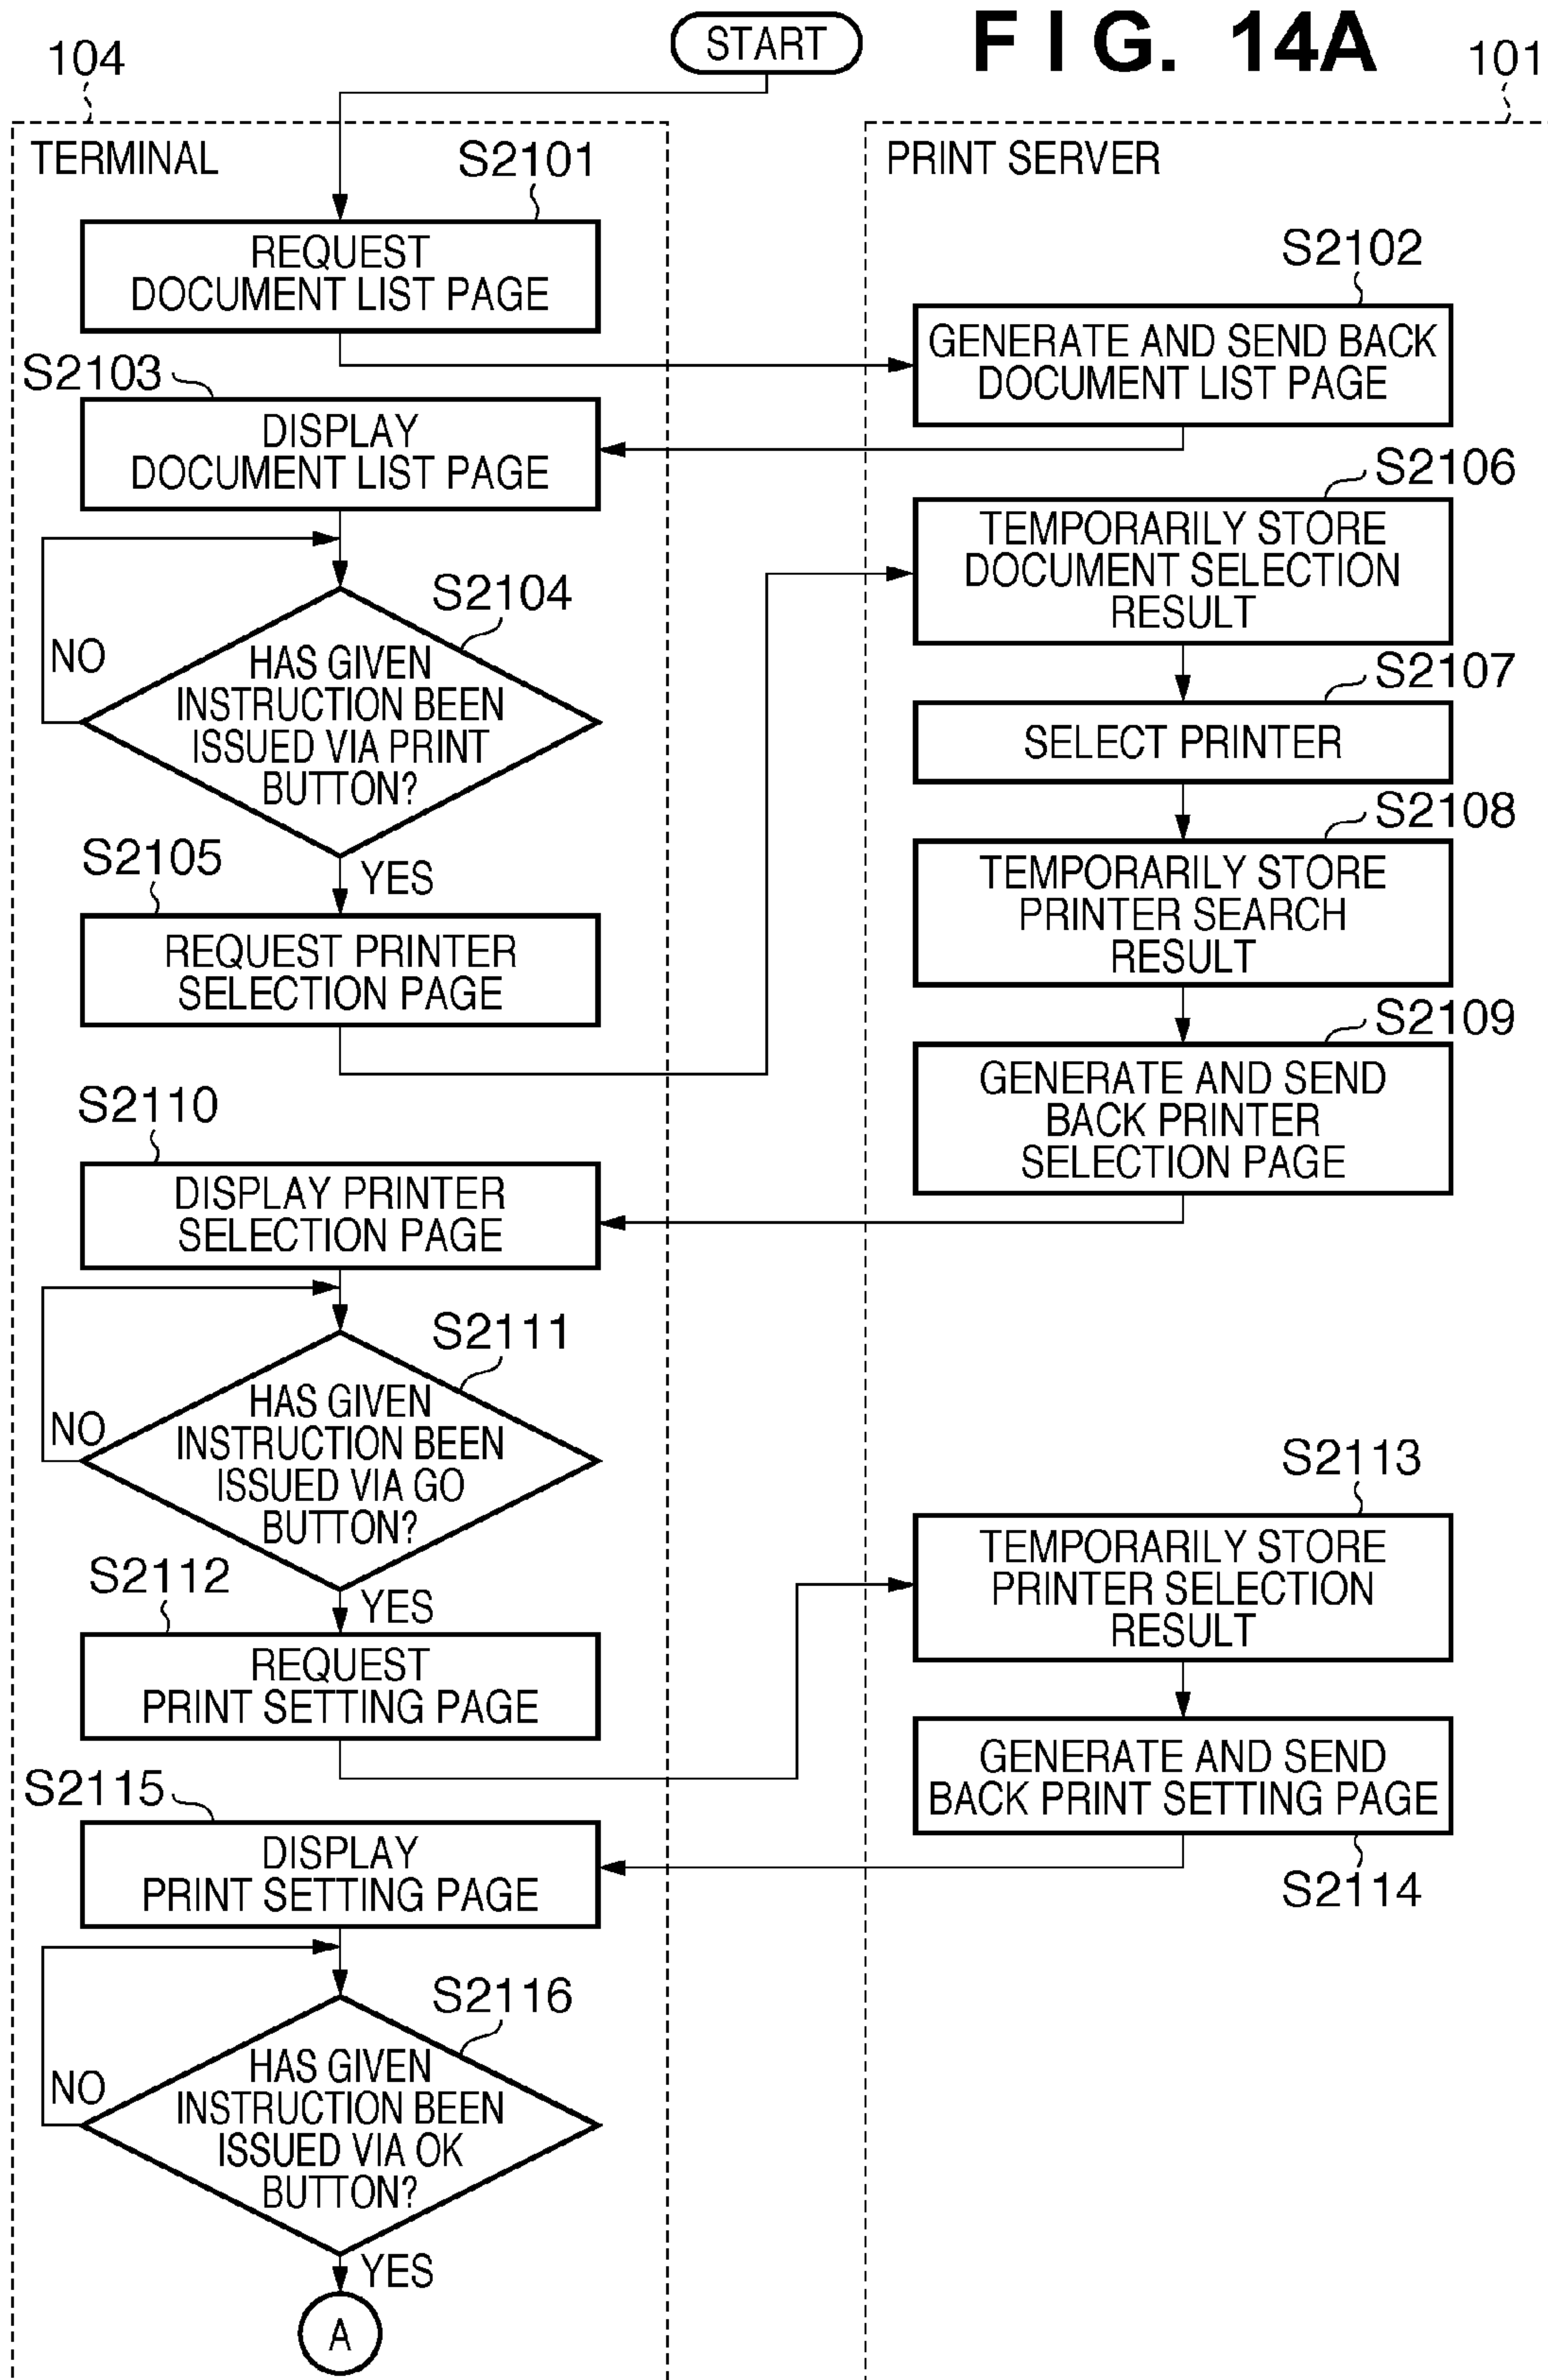 START
FIG. 14A
104
101
TERMINAL
PRINT SERVER
S2101
REQUEST
DOCUMENT LIST PAGE
S2102
GENERATE AND SEND BACK
DOCUMENT LIST PAGE
S2103
DISPLAY
DOCUMENT LIST PAGE
S2104
HAS GIVEN
INSTRUCTION BEEN
ISSUED VIA PRINT
BUTTON?
NO
YES
S2105
REQUEST PRINTER
SELECTION PAGE
S2106
TEMPORARILY STORE
DOCUMENT SELECTION
RESULT
S2107
SELECT PRINTER
S2108
TEMPORARILY STORE
PRINTER SEARCH
RESULT
S2109
GENERATE AND SEND
BACK PRINTER
SELECTION PAGE
S2110
DISPLAY PRINTER
SELECTION PAGE
S2111
HAS GIVEN
INSTRUCTION BEEN
ISSUED VIA GO
BUTTON?
NO
YES
S2112
REQUEST
PRINT SETTING PAGE
S2113
TEMPORARILY STORE
PRINTER SELECTION
RESULT
GENERATE AND SEND
BACK PRINT SETTING PAGE
S2114
S2115
DISPLAY
PRINT SETTING PAGE
S2116
HAS GIVEN
INSTRUCTION BEEN
ISSUED VIA OK
BUTTON?
NO
YES
A